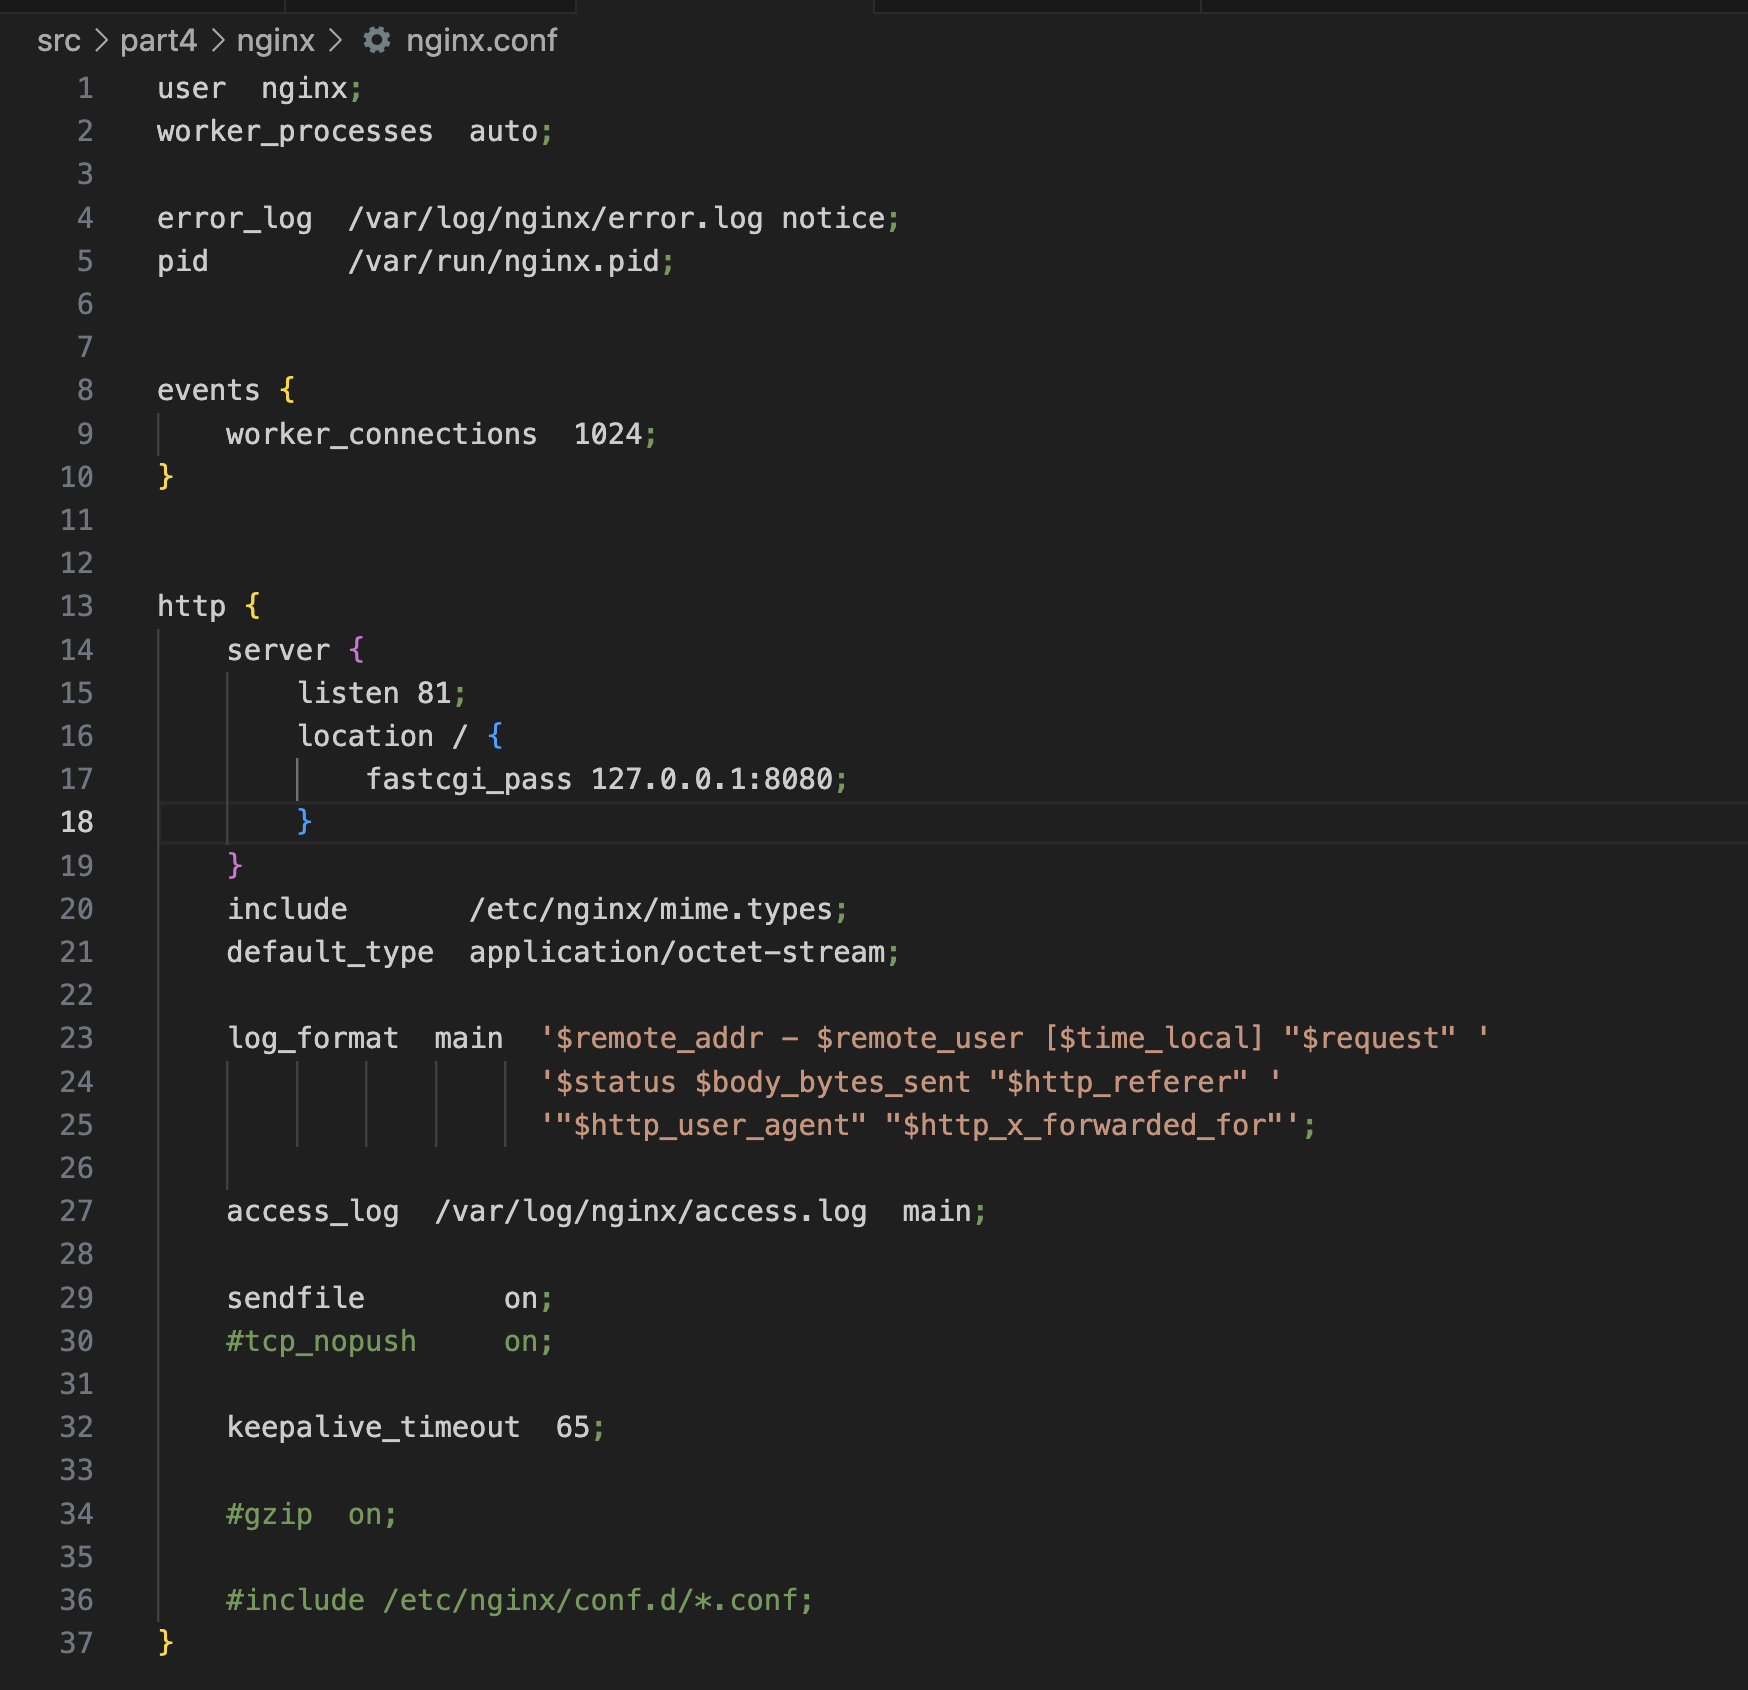 src > part4 > nginx > nginx.conf
1 user  nginx;
2 worker_processes  auto;
3
4 error_log  /var/log/nginx/error.log notice;
5 pid        /var/run/nginx.pid;
6
7
8 events {
9     worker_connections  1024;
10 }
11
12
13 http {
14     server {
15         listen 81;
16         location / {
17             fastcgi_pass 127.0.0.1:8080;
18         }
19     }
20     include       /etc/nginx/mime.types;
21     default_type  application/octet-stream;
22
23     log_format  main  '$remote_addr - $remote_user [$time_local] "$request" '
24                       '$status $body_bytes_sent "$http_referer" '
25                       '"$http_user_agent" "$http_x_forwarded_for"';
26
27     access_log  /var/log/nginx/access.log  main;
28
29     sendfile        on;
30     #tcp_nopush     on;
31
32     keepalive_timeout  65;
33
34     #gzip  on;
35
36     #include /etc/nginx/conf.d/*.conf;
37 }